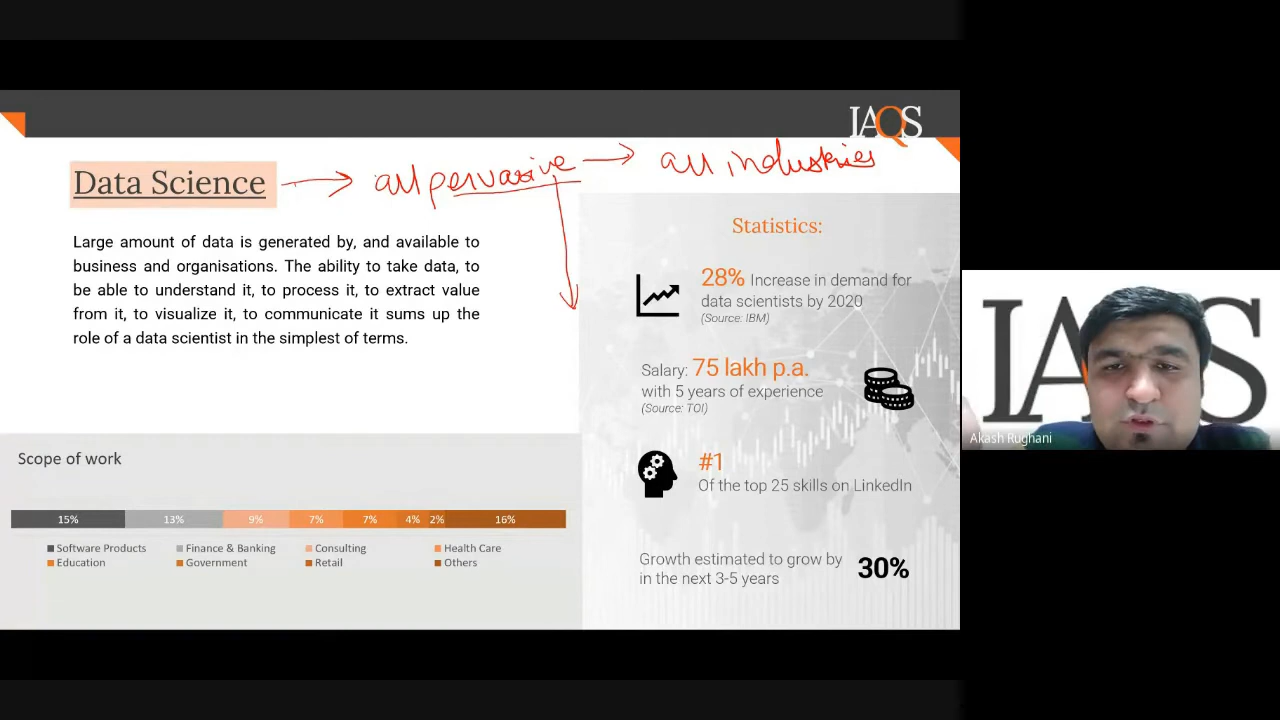 IAQS
Data Science → all pervasive → all industries
Large amount of data is generated by, and available to
business and organisations. The ability to take data, to
be able to understand it, to process it, to extract value
from it, to visualize it, to communicate it sums up the
role of a data scientist in the simplest of terms.
Statistics:
28% Increase in demand for
data scientists by 2020
(Source: IBM)
Salary: 75 lakh p.a.
with 5 years of experience
(Source: TOI)
#1
Of the top 25 skills on LinkedIn
Growth estimated to grow by
in the next 3-5 years
30%
Scope of work
15% 13% 9% 7% 7% 4% 2% 16%
Software Products Finance & Banking Consulting Health Care
Education Government Retail Others
IAQS
Akash Rughani